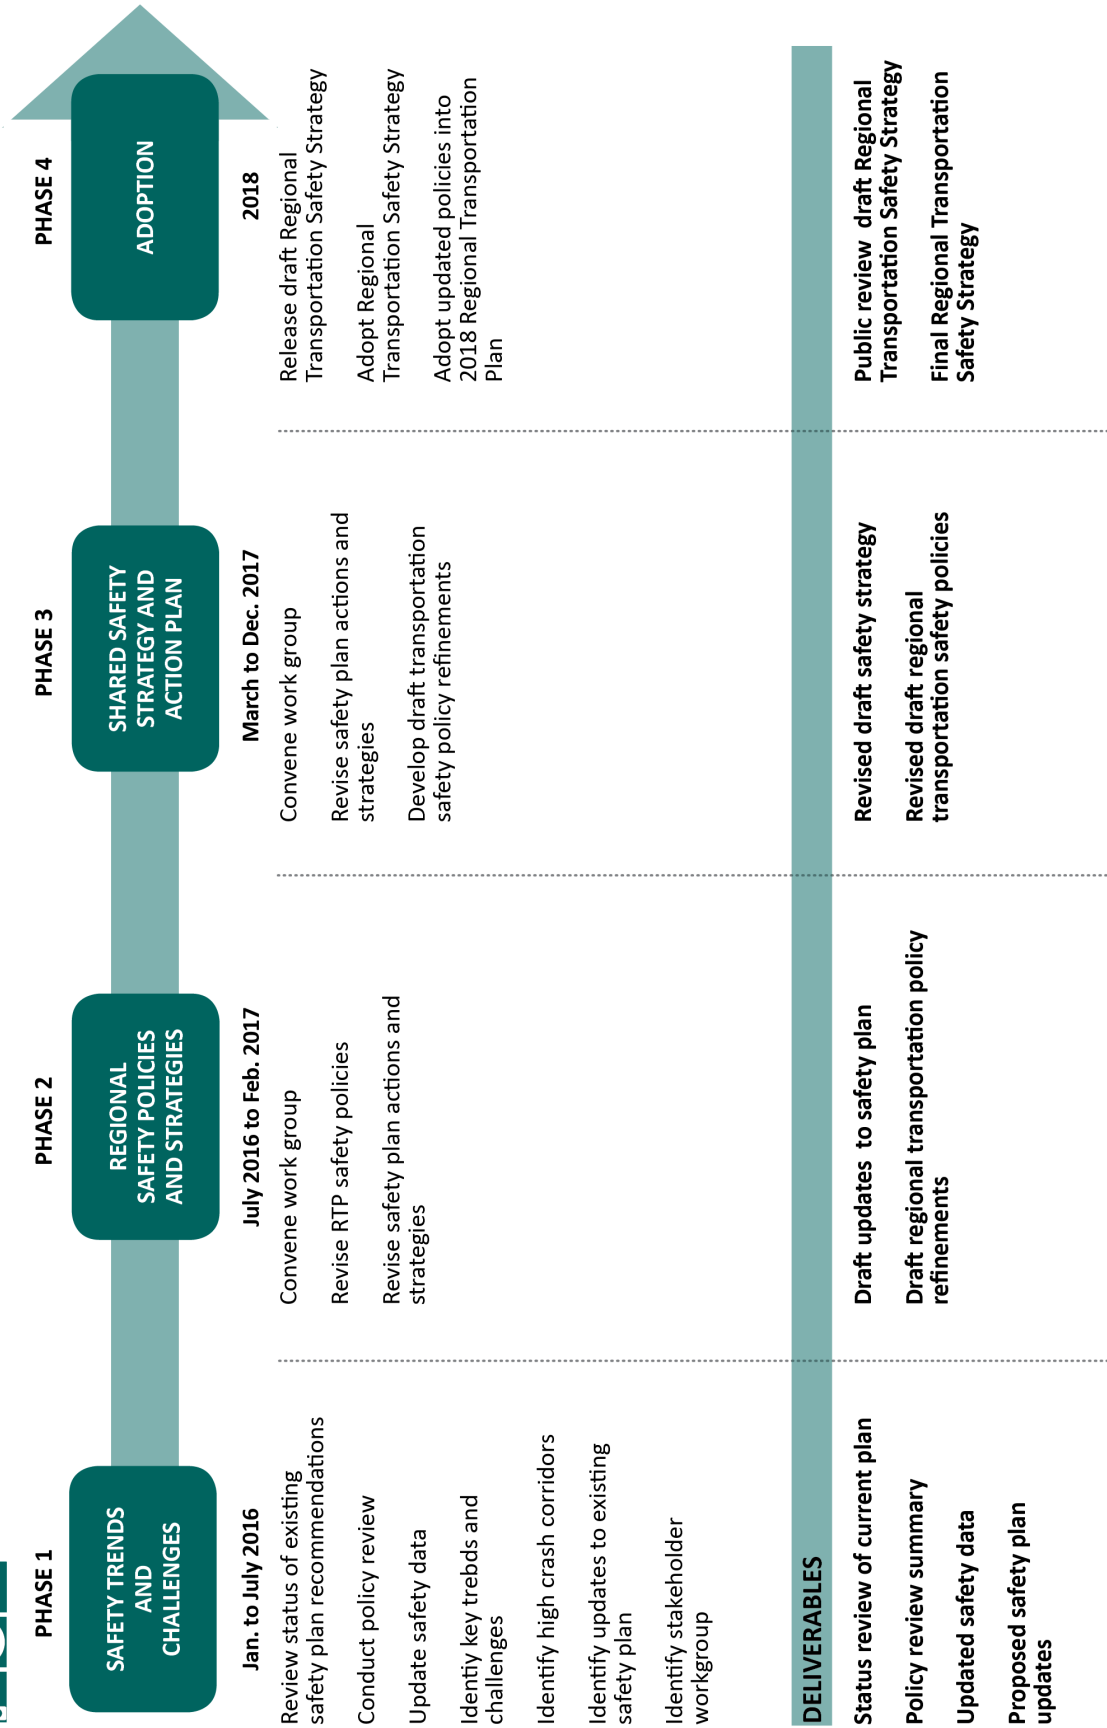 PHASE 1
SAFETY TRENDS
AND
CHALLENGES
Jan. to July 2016
Review status of existing
safety plan recommendations
Conduct policy review
Update safety data
Identiy key trebds and
challenges
Identify high crash corridors
Identify updates to existing
safety plan
Identify stakeholder
workgroup
PHASE 2
REGIONAL
SAFETY POLICIES
AND STRATEGIES
July 2016 to Feb. 2017
Convene work group
Revise RTP safety policies
Revise safety plan actions and
strategies
PHASE 3
SHARED SAFETY
STRATEGY AND
ACTION PLAN
March to Dec. 2017
Convene work group
Revise safety plan actions and
strategies
Develop draft transportation
safety policy refinements
PHASE 4
ADOPTION
2018
Release draft Regional
Transportation Safety Strategy
Adopt Regional
Transportation Safety Strategy
Adopt updated policies into
2018 Regional Transportation
Plan
DELIVERABLES
Status review of current plan
Policy review summary
Updated safety data
Proposed safety plan
updates
Draft updates to safety plan
Draft regional transportation policy
refinements
Revised draft safety strategy
Revised draft regional
transportation safety policies
Public review draft Regional
Transportation Safety Strategy
Final Regional Transportation
Safety Strategy